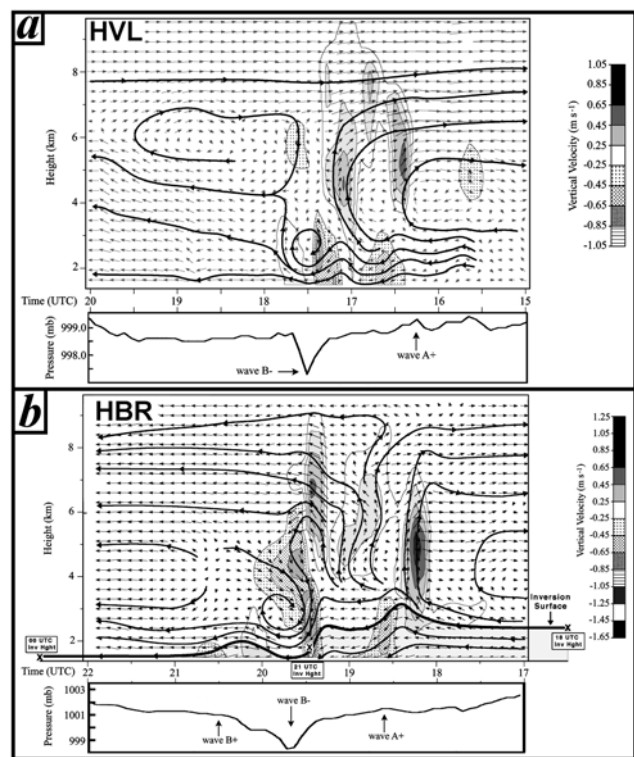 a HVL
8
6
4
2
Height (km)
Time (UTC) 20 19 18 17 16 15
1.05
0.85
0.65
0.45
0.25
-0.25
-0.45
-0.65
-0.85
-1.05
Vertical Velocity (m s⁻¹)
999.0
998.0
Pressure (mb)
wave B-
wave A+
b HBR
8
6
4
2
Height (km)
Inversion
Surface
00 UTC
Inv Hght
21 UTC
Inv Hght
Inv Hght
Time (UTC) 22 21 20 19 18 17
1.25
0.85
0.65
0.45
0.25
-0.25
-0.45
-0.65
-0.85
-1.05
-1.25
-1.45
-1.65
Vertical Velocity (m s⁻¹)
1003
1001
999
Pressure (mb)
wave B-
wave B+
wave A+